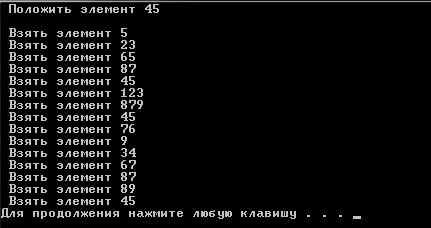 Положить элемент 45
Взять элемент 5
Взять элемент 23
Взять элемент 65
Взять элемент 87
Взять элемент 45
Взять элемент 123
Взять элемент 879
Взять элемент 45
Взять элемент 76
Взять элемент 9
Взять элемент 34
Взять элемент 67
Взять элемент 87
Взять элемент 89
Взять элемент 45
Для продолжения нажмите любую клавишу . . .